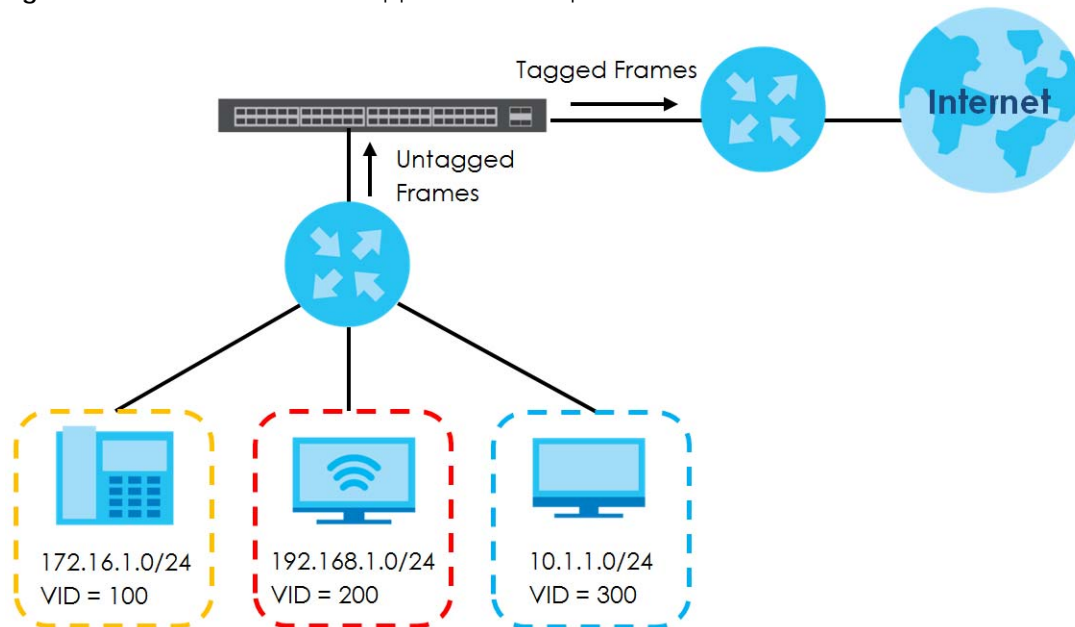 Tagged Frames
Internet
Untagged
Frames
172.16.1.0/24
VID = 100
192.168.1.0/24
VID = 200
10.1.1.0/24
VID = 300